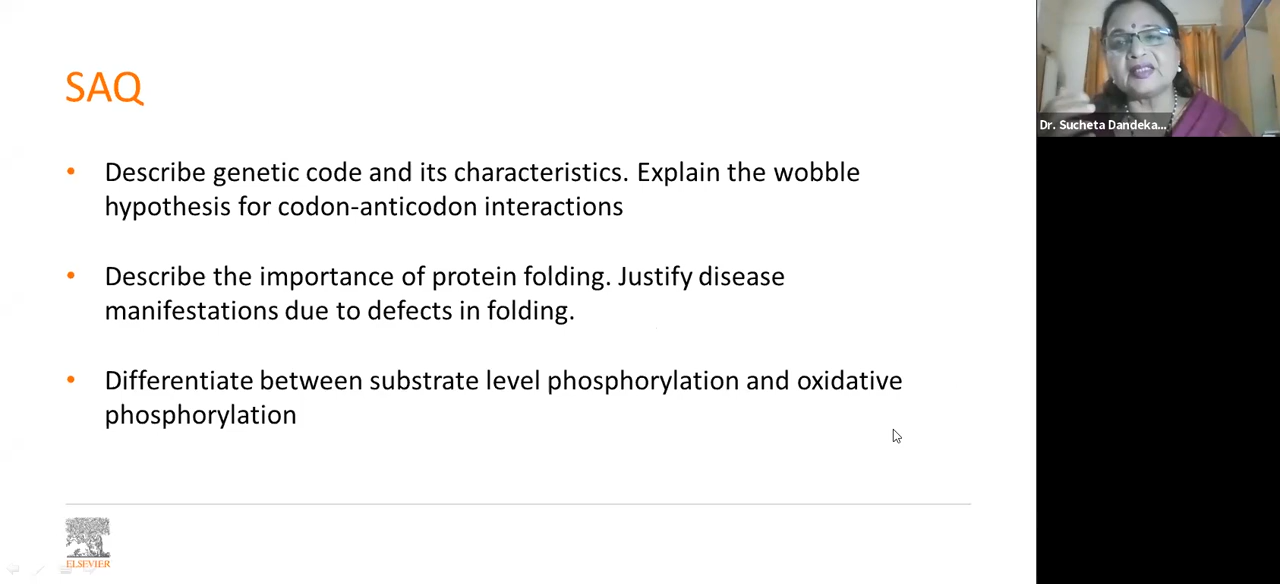 SAQ
Dr. Sucheta Dandeka...
• Describe genetic code and its characteristics. Explain the wobble
hypothesis for codon-anticodon interactions
• Describe the importance of protein folding. Justify disease
manifestations due to defects in folding.
• Differentiate between substrate level phosphorylation and oxidative
phosphorylation
ELSEVIER